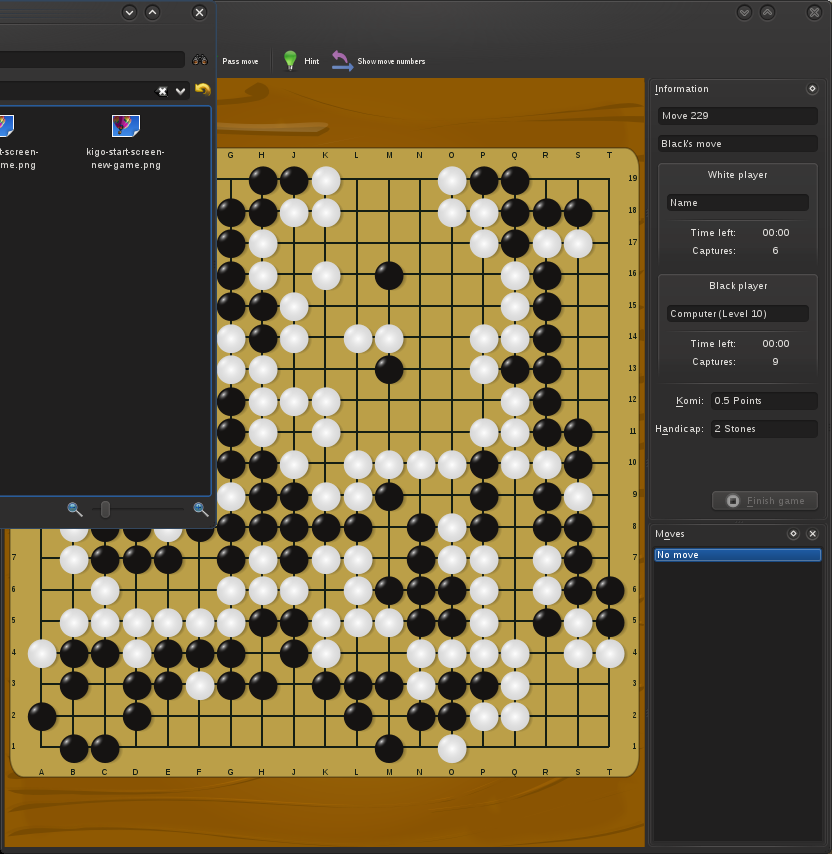 Pass move
Hint
Show move numbers
t-screen-
me.png
kigo-start-screen-
new-game.png
Information
Move 229
Black's move
White player
Name
Time left: 00:00
Captures: 6
Black player
Computer (Level 10)
Time left: 00:00
Captures: 9
Komi: 0.5 Points
Handicap: 2 Stones
Finish game
Moves
No move
G H J K L M N O P Q R S T
19
18
17
16
15
14
13
12
11
10
9
8
7 7
6 6
5 5
4 4
3 3
2 2
1 1
A B C D E F G H J K L M N O P Q R S T